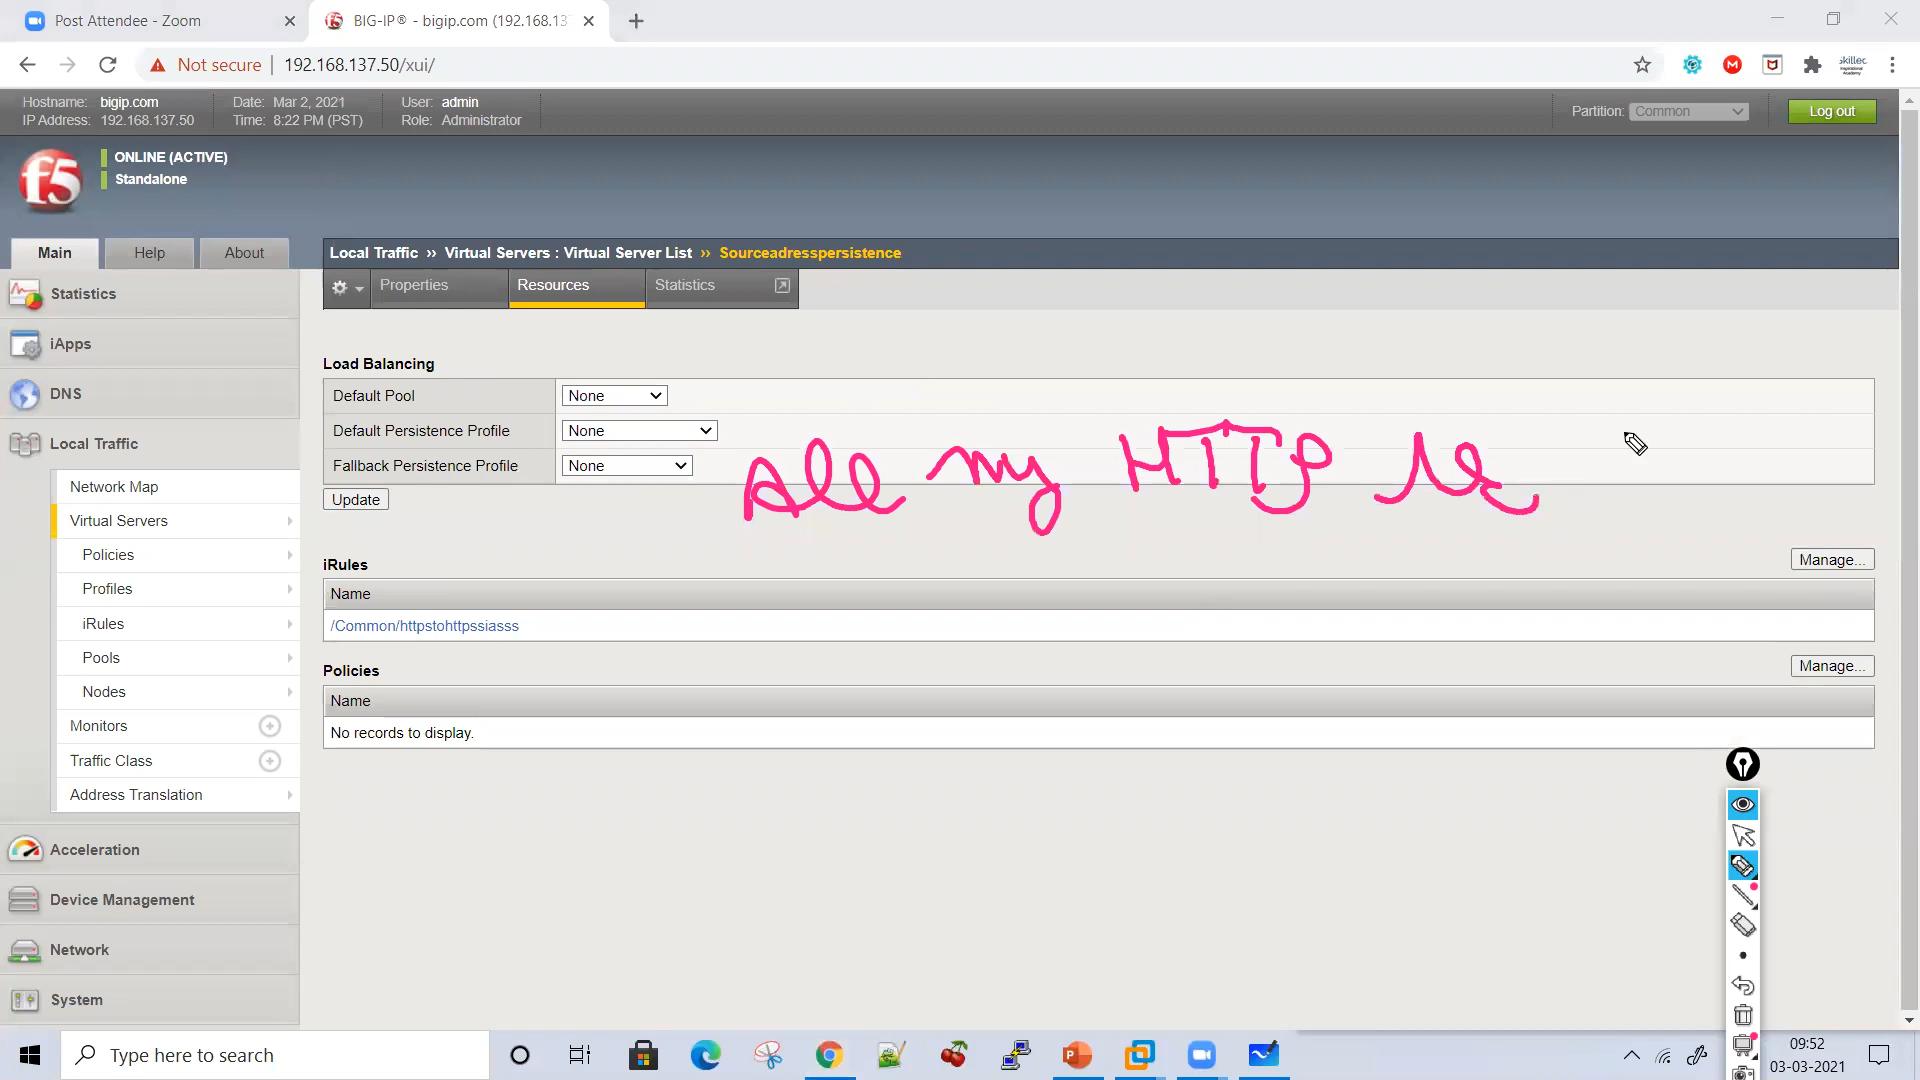 Post Attendee - Zoom
BIG-IP® - bigip.com (192.168.13
Not secure
192.168.137.50/xui/
skillec
Hostname: bigip.com
IP Address: 192.168.137.50
Date: Mar 2, 2021
Time: 8:22 PM (PST)
User: admin
Role: Administrator
Partition: Common
Log out
f5
ONLINE (ACTIVE)
Standalone
Main
Help
About
Local Traffic ›› Virtual Servers : Virtual Server List ›› Sourceadresspersistence
Properties
Resources
Statistics
Statistics
iApps
DNS
Local Traffic
Network Map
Virtual Servers
Policies
Profiles
iRules
Pools
Nodes
Monitors
Traffic Class
Address Translation
Acceleration
Device Management
Network
System
Load Balancing
Default Pool None
Default Persistence Profile None
Fallback Persistence Profile None
Update
All my HTTP
iRules
Manage...
Name
/Common/httpstohttpssiasss
Policies
Manage...
Name
No records to display.
Type here to search
09:52
03-03-2021